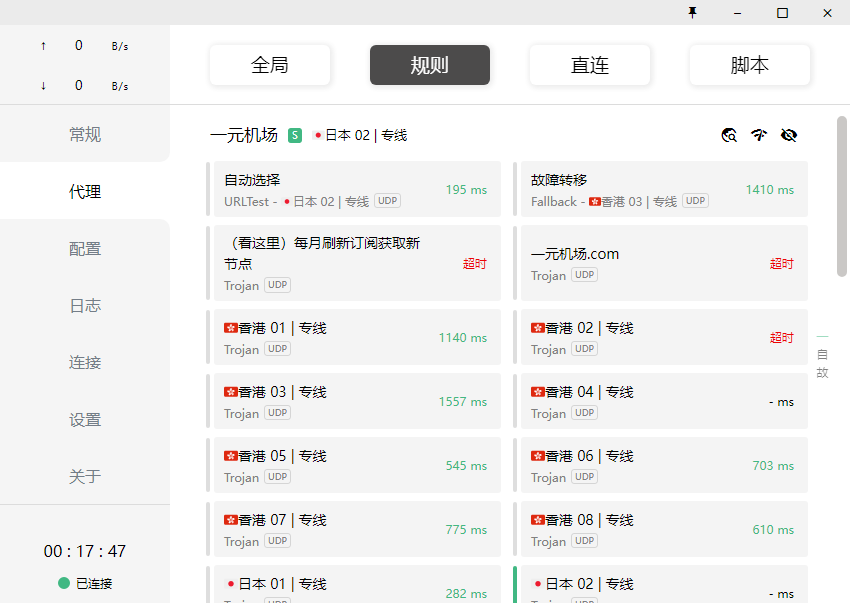 ↑ 0 B/s
↓ 0 B/s
全局
规则
直连
脚本
常规
代理
配置
日志
连接
设置
关于
00 : 17 : 47
已连接
一元机场 S 日本 02 | 专线
自动选择
URLTest - 日本 02 | 专线 UDP
195 ms
故障转移
Fallback - 香港 03 | 专线 UDP
1410 ms
（看这里）每月刷新订阅获取新
节点
Trojan UDP
超时
一元机场.com
Trojan UDP
超时
香港 01 | 专线
Trojan UDP
1140 ms
香港 02 | 专线
Trojan UDP
超时
香港 03 | 专线
Trojan UDP
1557 ms
香港 04 | 专线
Trojan UDP
- ms
香港 05 | 专线
Trojan UDP
545 ms
香港 06 | 专线
Trojan UDP
703 ms
香港 07 | 专线
Trojan UDP
775 ms
香港 08 | 专线
Trojan UDP
610 ms
日本 01 | 专线
Trojan UDP
282 ms
日本 02 | 专线
Trojan UDP
- ms
自
故